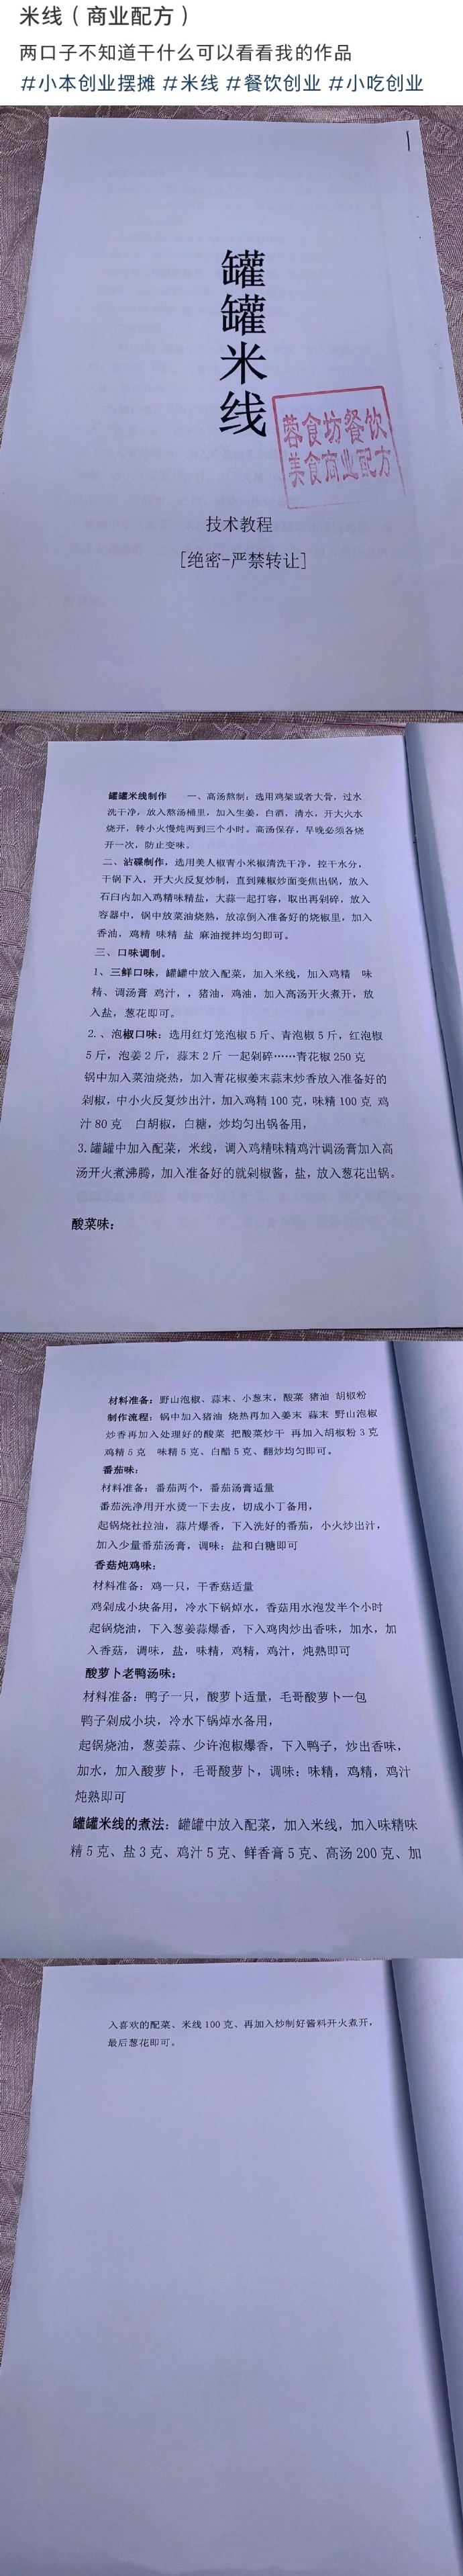 米线（商业配方）
两口子不知道干什么可以看看我的作品
#小本创业摆摊 #米线 #餐饮创业 #小吃创业
罐罐米线
蓉食坊餐饮
美食商业配方
技术教程
[绝密-严禁转让]
罐罐米线制作 一、高汤熬制：选用鸡架或者大骨，过水
洗干净，放入熬汤桶里，加入生姜，白酒，清水，开大火水
烧开，转小火慢炖两到三个小时。高汤保存，早晚必须各烧
开一次，防止变味。
二、沾碟制作，选用美人椒青小米椒清洗干净，控干水分，
干锅下入，开大火反复炒制，直到辣椒炒面变焦出锅，放入
石臼内加入鸡精味精盐，大蒜一起打容，取出再剁碎，放入
容器中，锅中放菜油烧熟，放凉倒入准备好的烧椒里，加入
香油，鸡精 味精 盐 麻油搅拌均匀即可。
三、口味调制。
1、三鲜口味，罐罐中放入配菜，加入米线，加入鸡精 味
精、调汤膏 鸡汁，，猪油，鸡油，加入高汤开火煮开，放
入盐，葱花即可。
2.、泡椒口味：选用红灯笼泡椒 5 斤、青泡椒 5 斤，红泡椒
5 斤，泡姜 2 斤，蒜末 2 斤 一起剁碎……青花椒 250 克
锅中加入菜油烧热，加入青花椒姜末蒜末炒香放入准备好的
剁椒，中小火反复炒出汁，加入鸡精 100 克，味精 100 克 鸡
汁 80 克 白胡椒，白糖，炒均匀出锅备用，
3.罐罐中加入配菜，米线，调入鸡精味精鸡汁调汤膏加入高
汤开火煮沸腾，加入准备好的就剁椒酱，盐，放入葱花出锅。
酸菜味：
材料准备：野山泡椒、蒜末、小葱末，酸菜 猪油 胡椒粉
制作流程：锅中加入猪油 烧热再加入姜末 蒜末 野山泡椒
炒香再加入处理好的酸菜 把酸菜炒干 再加入胡椒粉 3 克
鸡精 5 克 味精 5 克、白醋 5 克、翻炒均匀即可。
番茄味：
材料准备：番茄两个，番茄汤膏适量
番茄洗净用开水烫一下去皮，切成小丁备用，
起锅烧社拉油，蒜片爆香，下入洗好的番茄，小火炒出汁，
加入少量番茄汤膏，调味：盐和白糖即可
香菇炖鸡味：
材料准备：鸡一只，干香菇适量
鸡剁成小块备用，冷水下锅焯水，香菇用水泡发半个小时
起锅烧油，下入葱姜蒜爆香，下入鸡肉炒出香味，加水，加
入香菇，调味，盐，味精，鸡精，鸡汁，炖熟即可
酸萝卜老鸭汤味：
材料准备：鸭子一只，酸萝卜适量，毛哥酸萝卜一包
鸭子剁成小块，冷水下锅焯水备用，
起锅烧油，葱姜蒜、少许泡椒爆香，下入鸭子，炒出香味，
加水，加入酸萝卜，毛哥酸萝卜，调味：味精，鸡精，鸡汁
炖熟即可
罐罐米线的煮法：罐罐中放入配菜，加入米线，加入味精味
精 5 克、盐 3 克、鸡汁 5 克、鲜香膏 5 克、高汤 200 克、加
入喜欢的配菜、米线 100 克、再加入炒制好酱料开火煮开，
最后葱花即可。